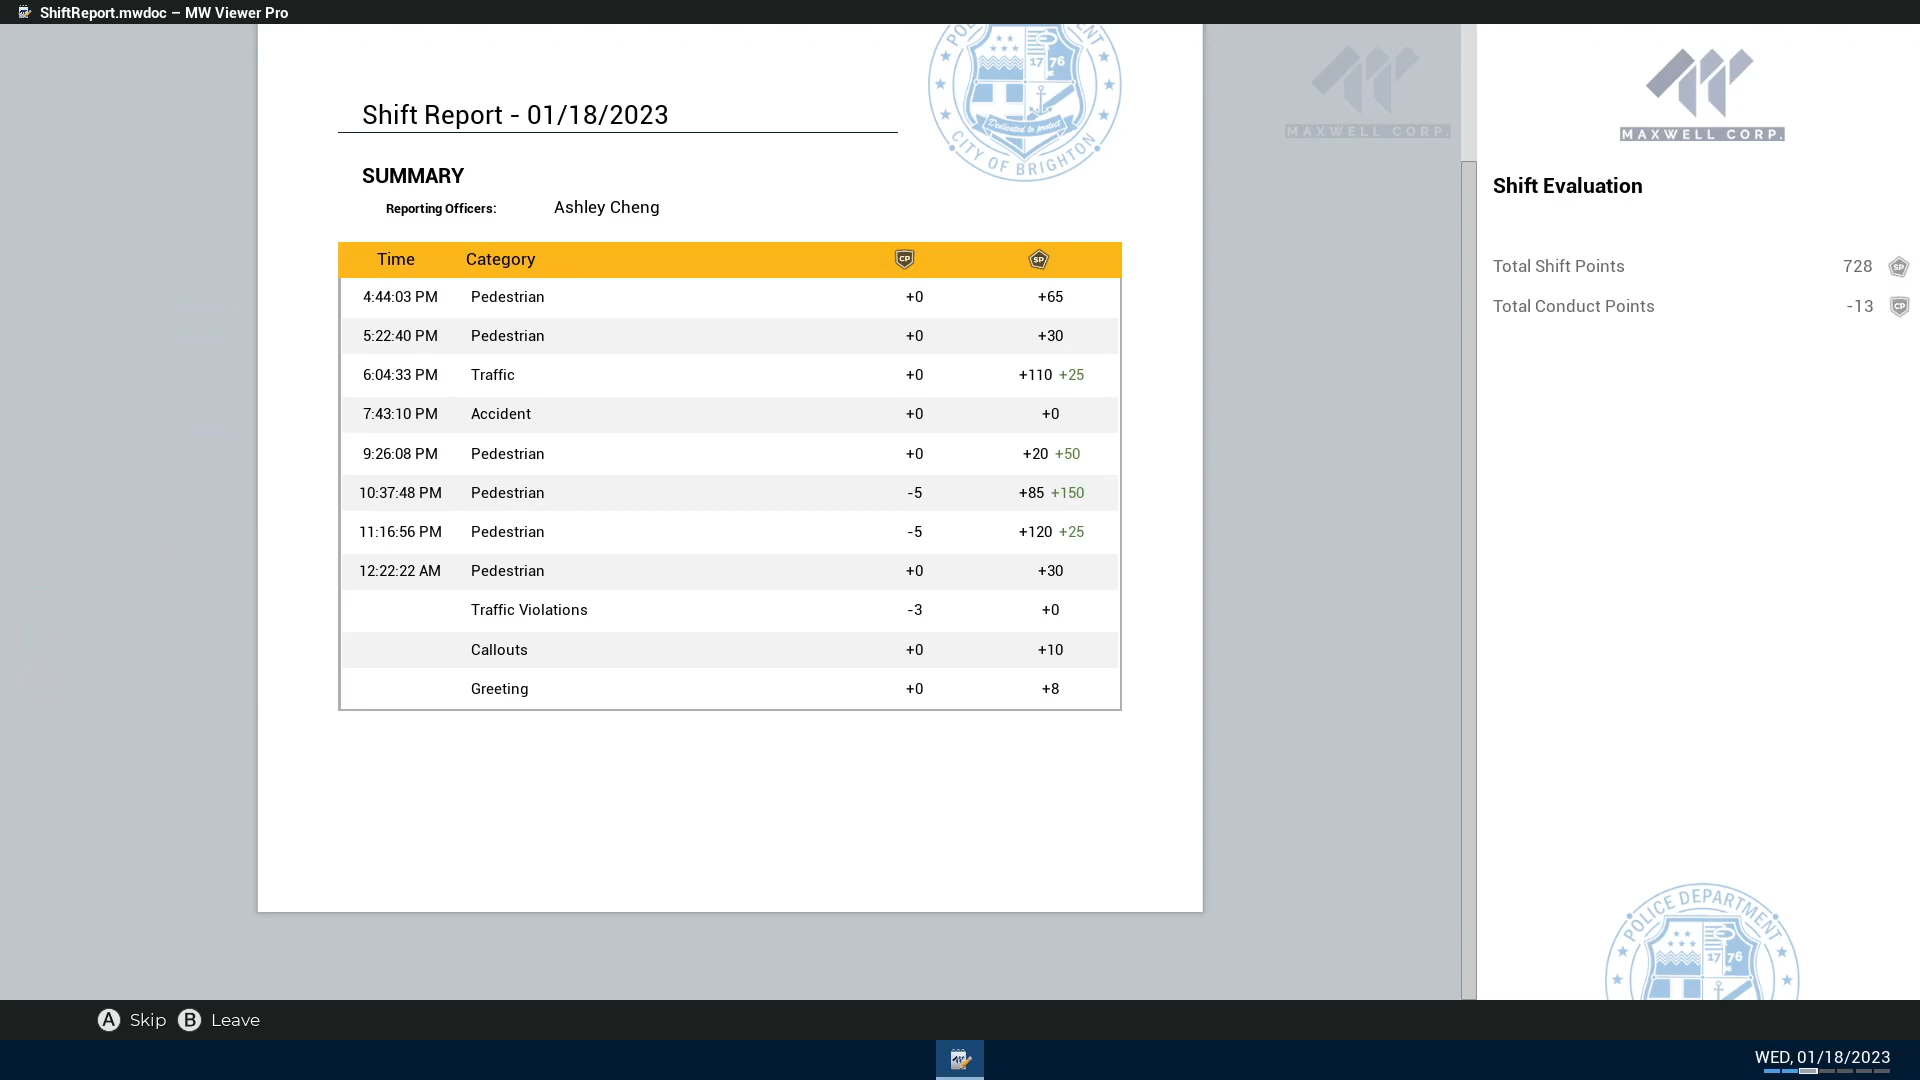 ShiftReport.mwdoc – MW Viewer Pro
MAXWELL CORP.
MAXWELL CORP.
1776
Dedicated to protect
CITY OF BRIGHTON
Shift Report - 01/18/2023
SUMMARY
Reporting Officers: Ashley Cheng
Time Category CP SP
4:44:03 PM Pedestrian +0 +65
5:22:40 PM Pedestrian +0 +30
6:04:33 PM Traffic +0 +110 +25
7:43:10 PM Accident +0 +0
9:26:08 PM Pedestrian +0 +20 +50
10:37:48 PM Pedestrian -5 +85 +150
11:16:56 PM Pedestrian -5 +120 +25
12:22:22 AM Pedestrian +0 +30
Traffic Violations -3 +0
Callouts +0 +10
Greeting +0 +8
Shift Evaluation
Total Shift Points 728 SP
Total Conduct Points -13 CP
POLICE DEPARTMENT
1776
A Skip B Leave
WED, 01/18/2023